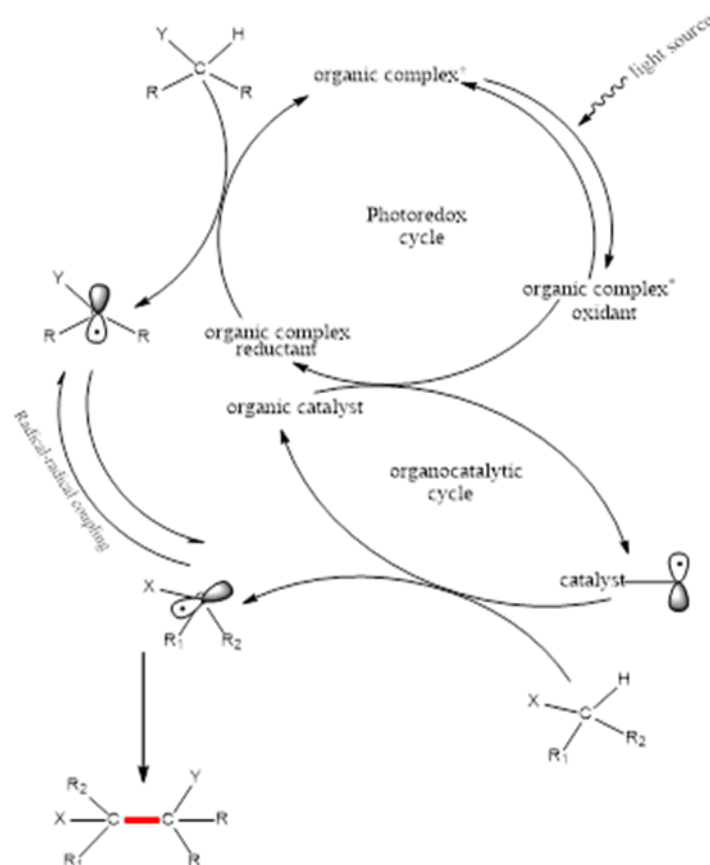 Y H
C
R R
organic complex*
light source
Photoredox
cycle
Y
R R
organic complex*
oxidant
organic complex
reductant
organic catalyst
Radical-radical coupling
organocatalytic
cycle
catalyst
X
R1 R2
H
X C
R1 R2
R2 Y
X C C R
R1 R